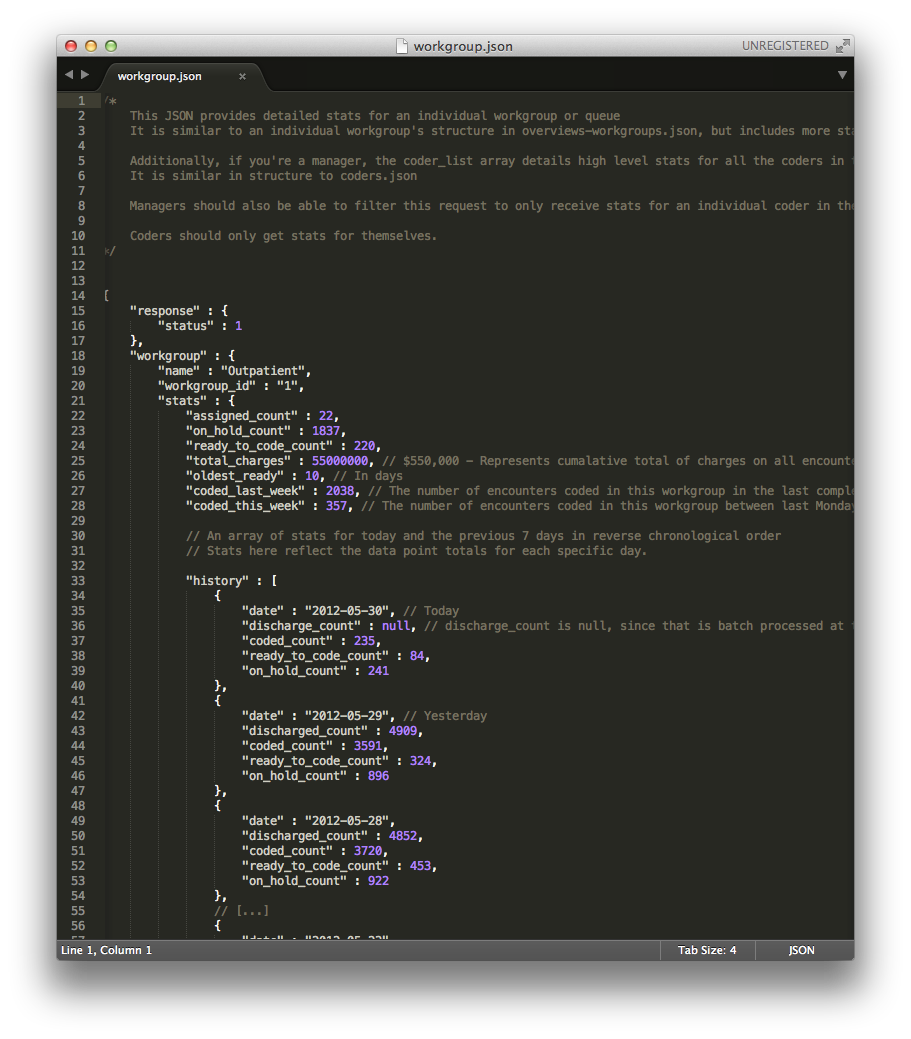 workgroup.json
UNREGISTERED
workgroup.json ×
1 /*
2 This JSON provides detailed stats for an individual workgroup or queue
3 It is similar to an individual workgroup's structure in overviews-workgroups.json, but includes more sta
4
5 Additionally, if you're a manager, the coder_list array details high level stats for all the coders in
6 It is similar in structure to coders.json
7
8 Managers should also be able to filter this request to only receive stats for an individual coder in the
9
10 Coders should only get stats for themselves.
11 */
12
13
14 [
15 "response" : {
16 "status" : 1
17 },
18 "workgroup" : {
19 "name" : "Outpatient",
20 "workgroup_id" : "1",
21 "stats" : {
22 "assigned_count" : 22,
23 "on_hold_count" : 1837,
24 "ready_to_code_count" : 220,
25 "total_charges" : 55000000, // $550,000 - Represents cumalative total of charges on all encounte
26 "oldest_ready" : 10, // In days
27 "coded_last_week" : 2038, // The number of encounters coded in this workgroup in the last comple
28 "coded_this_week" : 357, // The number of encounters coded in this workgroup between last Monday
29
30 // An array of stats for today and the previous 7 days in reverse chronological order
31 // Stats here reflect the data point totals for each specific day.
32
33 "history" : [
34 {
35 "date" : "2012-05-30", // Today
36 "discharge_count" : null, // discharge_count is null, since that is batch processed at
37 "coded_count" : 235,
38 "ready_to_code_count" : 84,
39 "on_hold_count" : 241
40 },
41 {
42 "date" : "2012-05-29", // Yesterday
43 "discharged_count" : 4909,
44 "coded_count" : 3591,
45 "ready_to_code_count" : 324,
46 "on_hold_count" : 896
47 },
48 {
49 "date" : "2012-05-28",
50 "discharged_count" : 4852,
51 "coded_count" : 3720,
52 "ready_to_code_count" : 453,
53 "on_hold_count" : 922
54 },
55 // [...]
56 {
Line 1, Column 1
Tab Size: 4
JSON